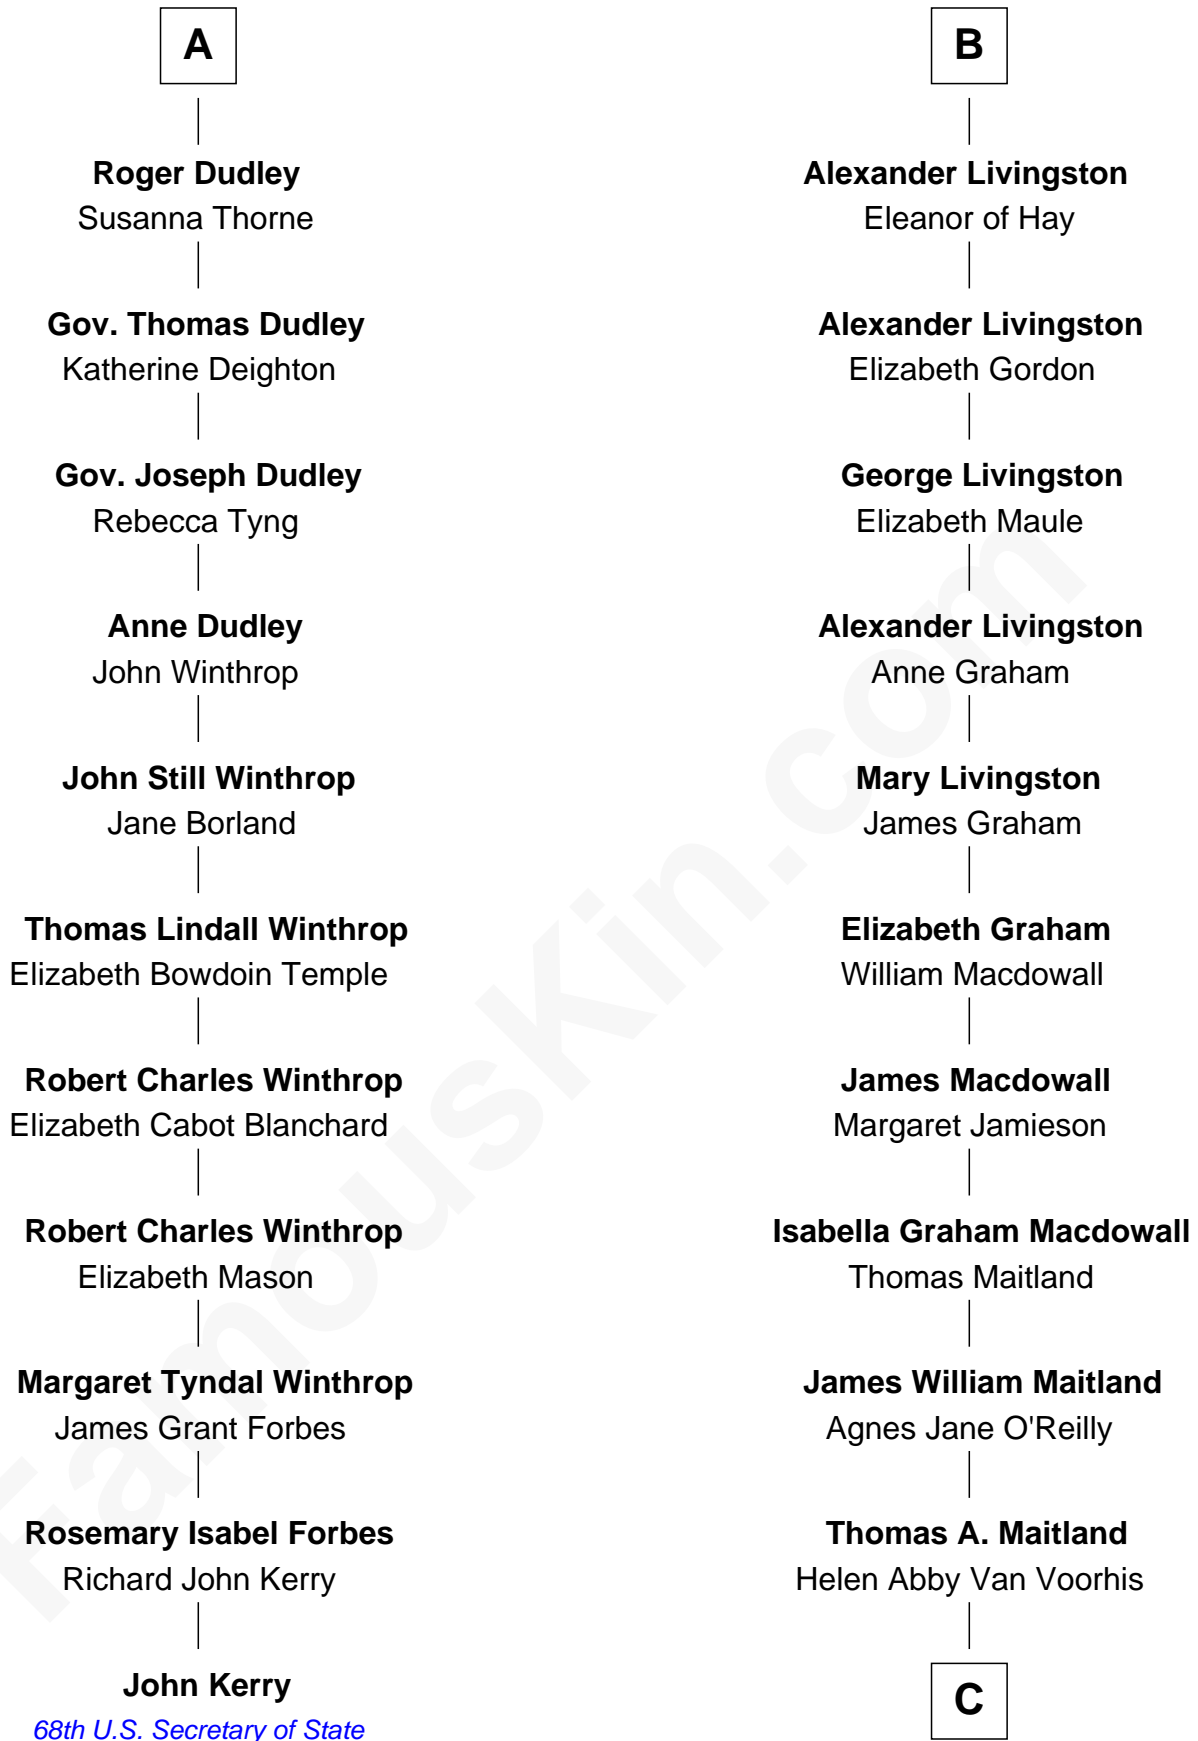 A
Roger Dudley
Susanna Thorne
Gov. Thomas Dudley
Katherine Deighton
Gov. Joseph Dudley
Rebecca Tyng
Anne Dudley
John Winthrop
John Still Winthrop
Jane Borland
Thomas Lindall Winthrop
Elizabeth Bowdoin Temple
Robert Charles Winthrop
Elizabeth Cabot Blanchard
Robert Charles Winthrop
Elizabeth Mason
Margaret Tyndal Winthrop
James Grant Forbes
Rosemary Isabel Forbes
Richard John Kerry
John Kerry
68th U.S. Secretary of State
B
Alexander Livingston
Eleanor of Hay
Alexander Livingston
Elizabeth Gordon
George Livingston
Elizabeth Maule
Alexander Livingston
Anne Graham
Mary Livingston
James Graham
Elizabeth Graham
William Macdowall
James Macdowall
Margaret Jamieson
Isabella Graham Macdowall
Thomas Maitland
James William Maitland
Agnes Jane O'Reilly
Thomas A. Maitland
Helen Abby Van Voorhis
C
FamousKin.com